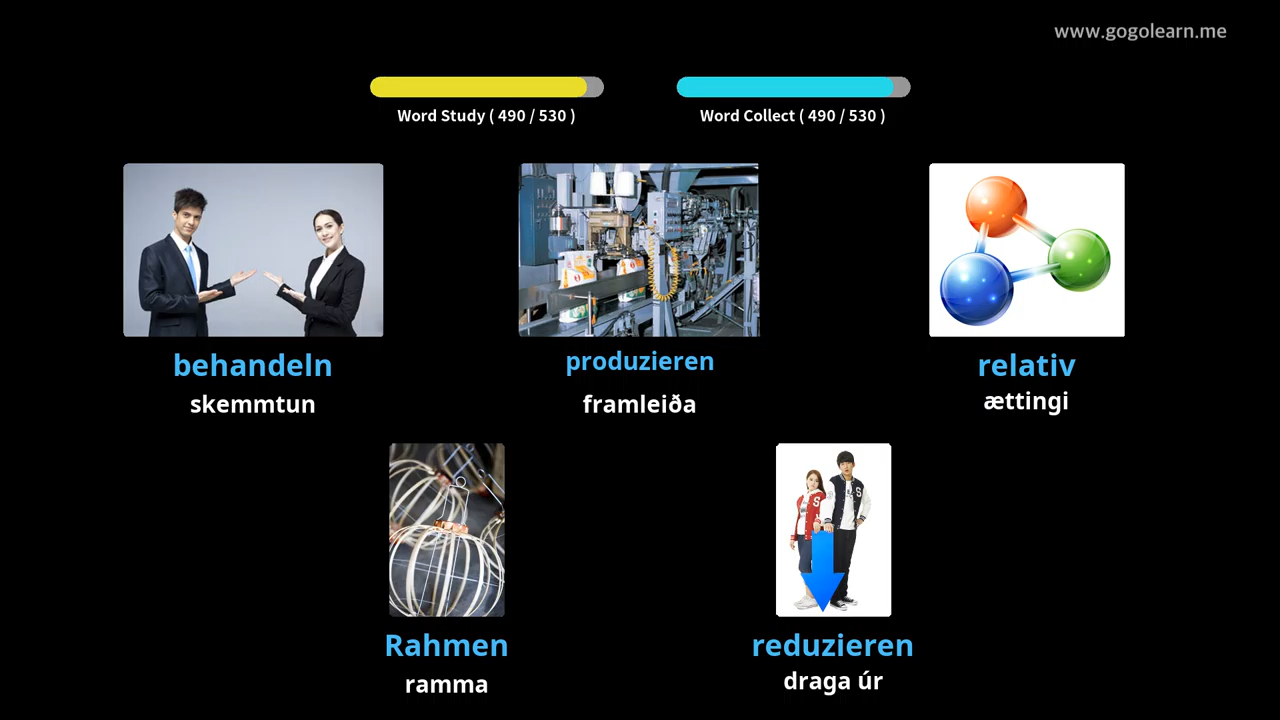 www.gogolearn.me
Word Study ( 490 / 530 )
Word Collect ( 490 / 530 )
behandeln
skemmtun
produzieren
framleiða
relativ
ættingi
Rahmen
ramma
reduzieren
draga úr